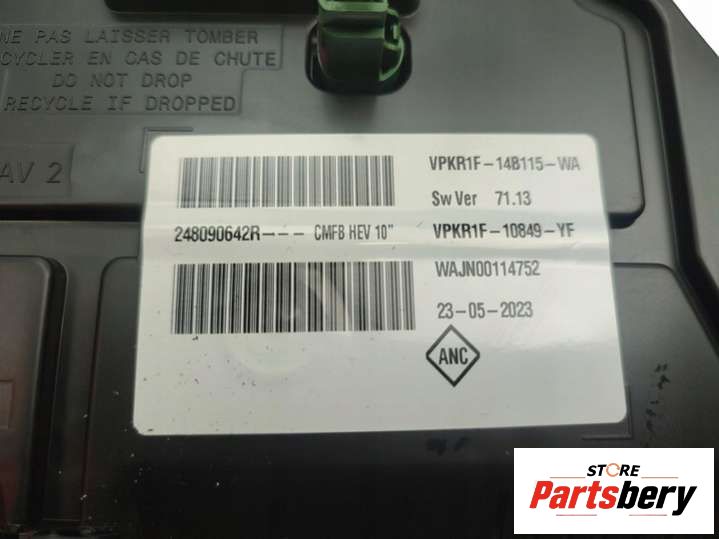 NE PAS LAISSER TOMBER
CYCLER EN CAS DE CHUTE
DO NOT DROP
RECYCLE IF DROPPED
AV 2
VPKR1F-14B115-WA
Sw Ver 71.13
248090642R--- CMFB HEV 10"
VPKR1F-10849-YF
WAJN00114752
23-05-2023
ANC
STORE
Partsbery